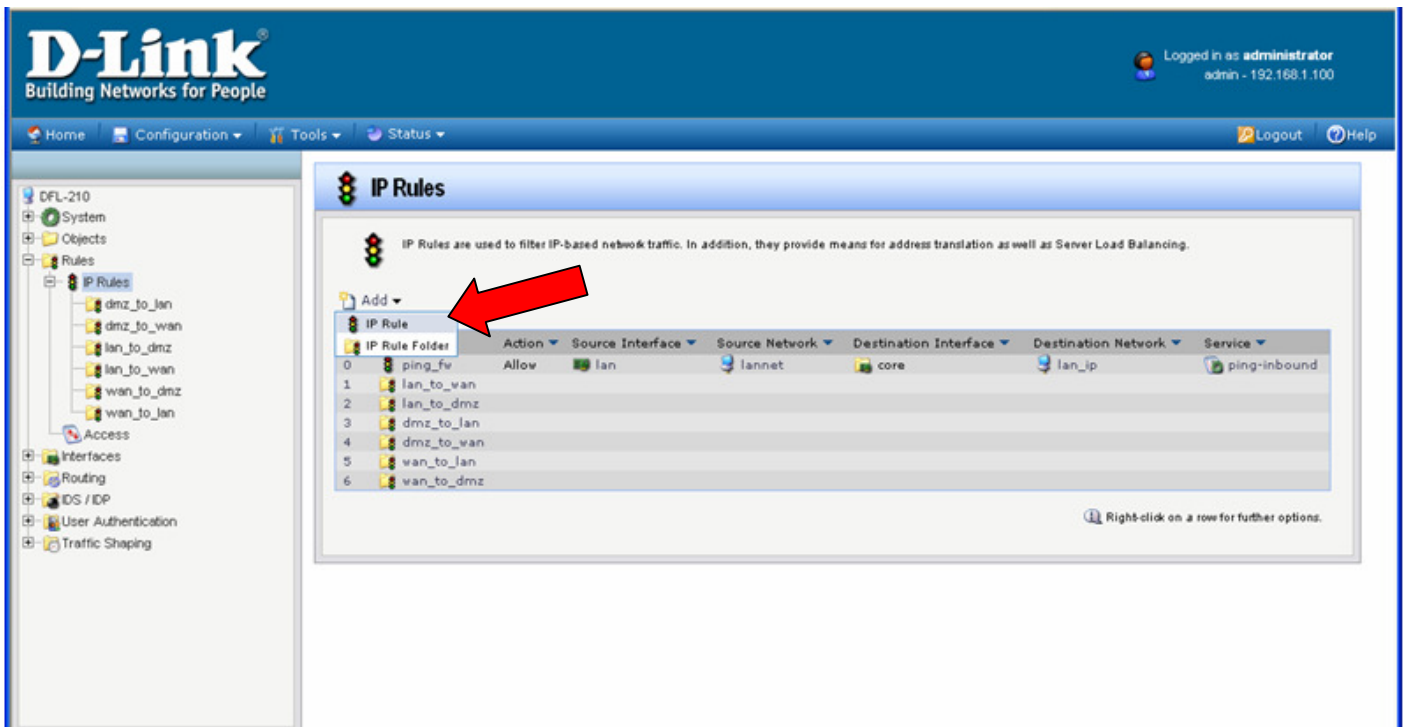 D-Link®
Building Networks for People
Logged in as administrator
admin - 192.168.1.100
Home Configuration Tools Status Logout Help
DFL-210
System
Objects
Rules
IP Rules
dmz_to_lan
dmz_to_wan
lan_to_dmz
lan_to_wan
wan_to_dmz
wan_to_lan
Access
Interfaces
Routing
IDS / IDP
User Authentication
Traffic Shaping
IP Rules
IP Rules are used to filter IP-based network traffic. In addition, they provide means for address translation as well as Server Load Balancing.
Add
IP Rule
IP Rule Folder
Action Source Interface Source Network Destination Interface Destination Network Service
0 ping_fw Allow lan lannet core lan_ip ping-inbound
1 lan_to_wan
2 lan_to_dmz
3 dmz_to_lan
4 dmz_to_wan
5 wan_to_lan
6 wan_to_dmz
Right-click on a row for further options.